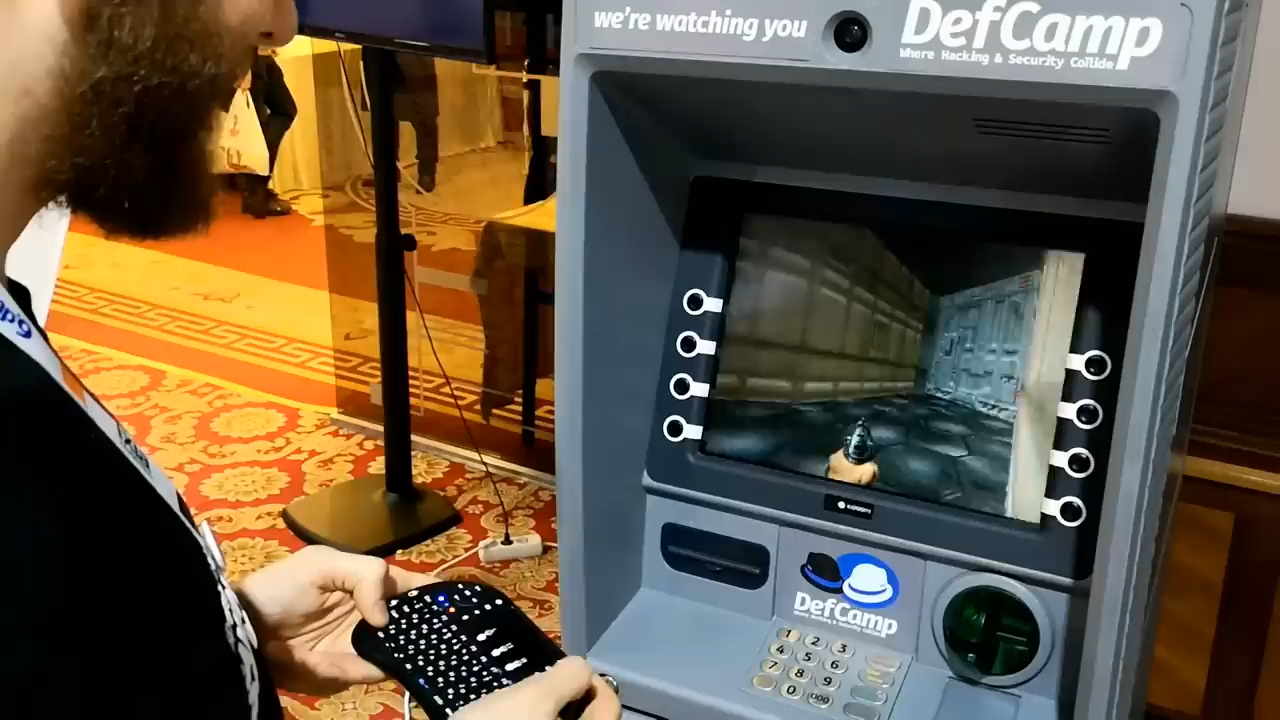 we're watching you
DefCamp
Where Hacking & Security Collide
DefCamp
1 2 3
4 5 6
7 8 9
0 000